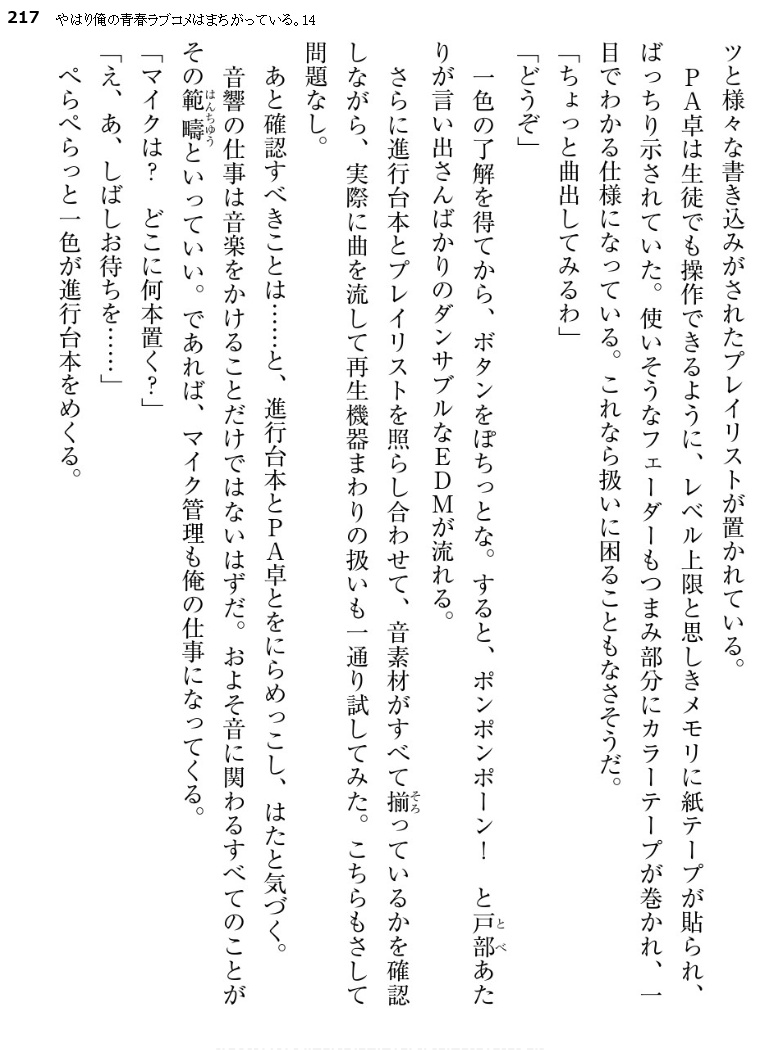 217 やはり俺の青春ラブコメはまちがっている。14
ツと様々な書き込みがされたプレイリストが置かれている。
　ＰＡ卓は生徒でも操作できるように、レベル上限と思しきメモリに紙テープが貼られ、
ばっちり示されていた。使いそうなフェーダーもつまみ部分にカラーテープが巻かれ、一
目でわかる仕様になっている。これなら扱いに困ることもなさそうだ。
「ちょっと曲出してみるわ」
「どうぞ」
　一色の了解を得てから、ボタンをぽちっとな。すると、ポンポンポーン！　と戸部あた
りが言い出さんばかりのダンサブルなＥＤＭが流れる。
　さらに進行台本とプレイリストを照らし合わせて、音素材がすべて揃っているかを確認
しながら、実際に曲を流して再生機器まわりの扱いも一通り試してみた。こちらもさして
問題なし。
　あと確認すべきことは……と、進行台本とＰＡ卓とをにらめっこし、はたと気づく。
　音響の仕事は音楽をかけることだけではないはずだ。およそ音に関わるすべてのことが
その範疇といっていい。であれば、マイク管理も俺の仕事になってくる。
「マイクは？　どこに何本置く？」
「え、あ、しばしお待ちを……」
　ぺらぺらっと一色が進行台本をめくる。